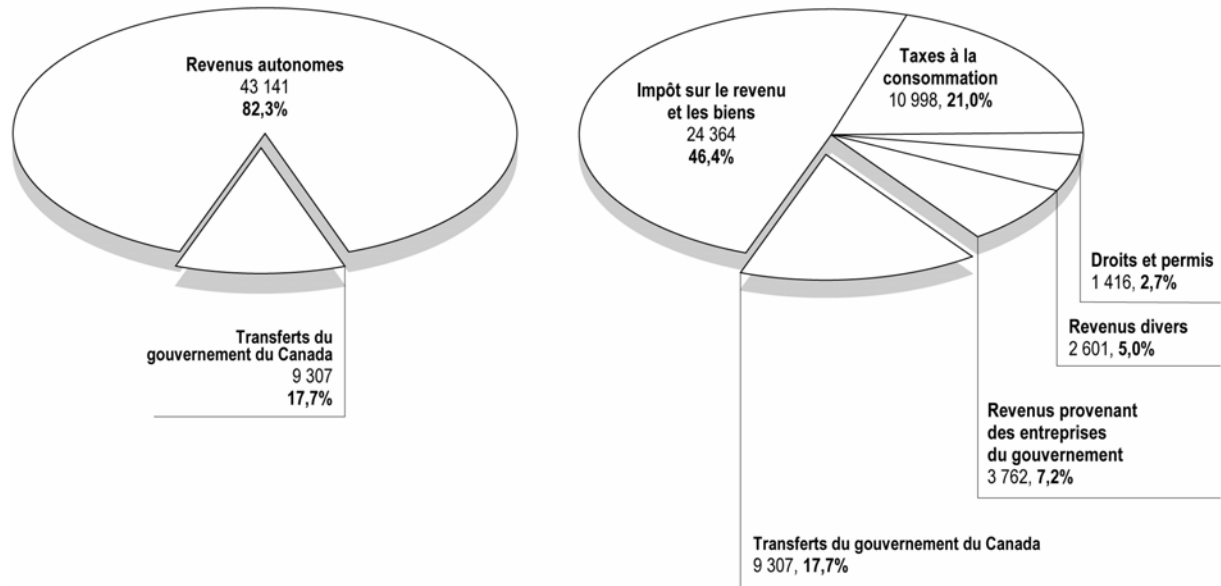 Revenus autonomes
43 141
82,3%
Transferts du
gouvernement du Canada
9 307
17,7%
Impôt sur le revenu
et les biens
24 364
46,4%
Taxes à la
consommation
10 998, 21,0%
Droits et permis
1 416, 2,7%
Revenus divers
2 601, 5,0%
Revenus provenant
des entreprises
du gouvernement
3 762, 7,2%
Transferts du gouvernement du Canada
9 307, 17,7%